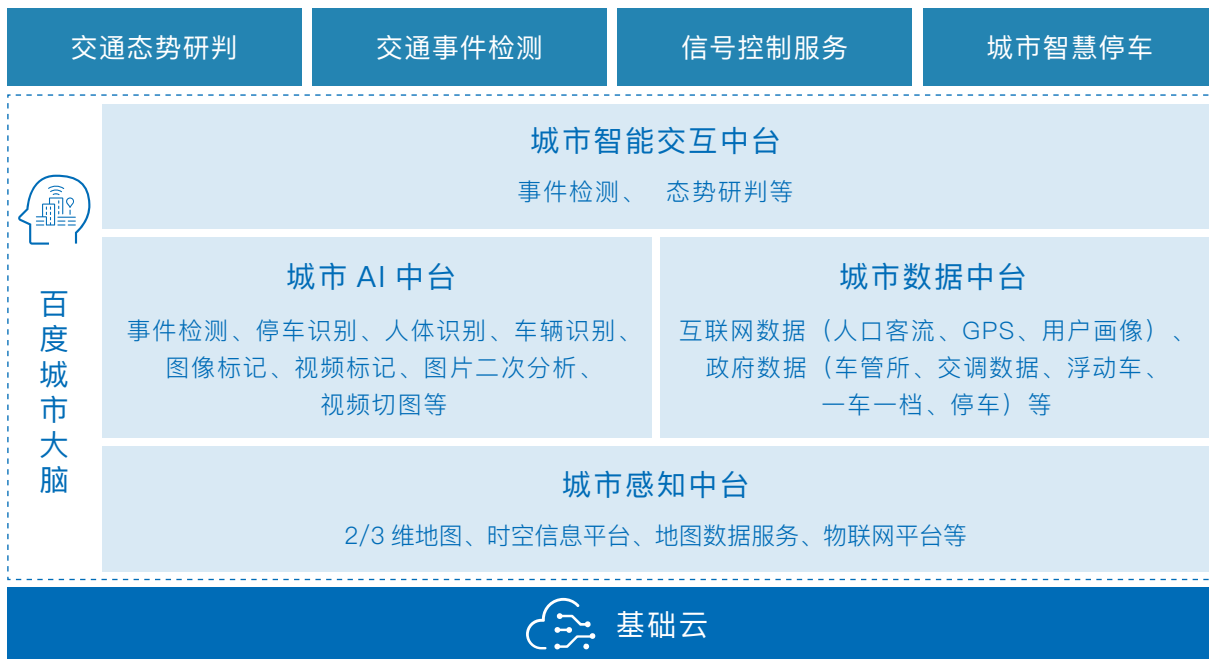 交通态势研判
交通事件检测
信号控制服务
城市智慧停车
百度城市大脑
城市智能交互中台
事件检测、 态势研判等
城市 AI 中台
事件检测、停车识别、人体识别、车辆识别、
图像标记、视频标记、图片二次分析、
视频切图等
城市数据中台
互联网数据（人口客流、GPS、用户画像）、
政府数据（车管所、交调数据、浮动车、
一车一档、停车）等
城市感知中台
2/3 维地图、时空信息平台、地图数据服务、物联网平台等
基础云